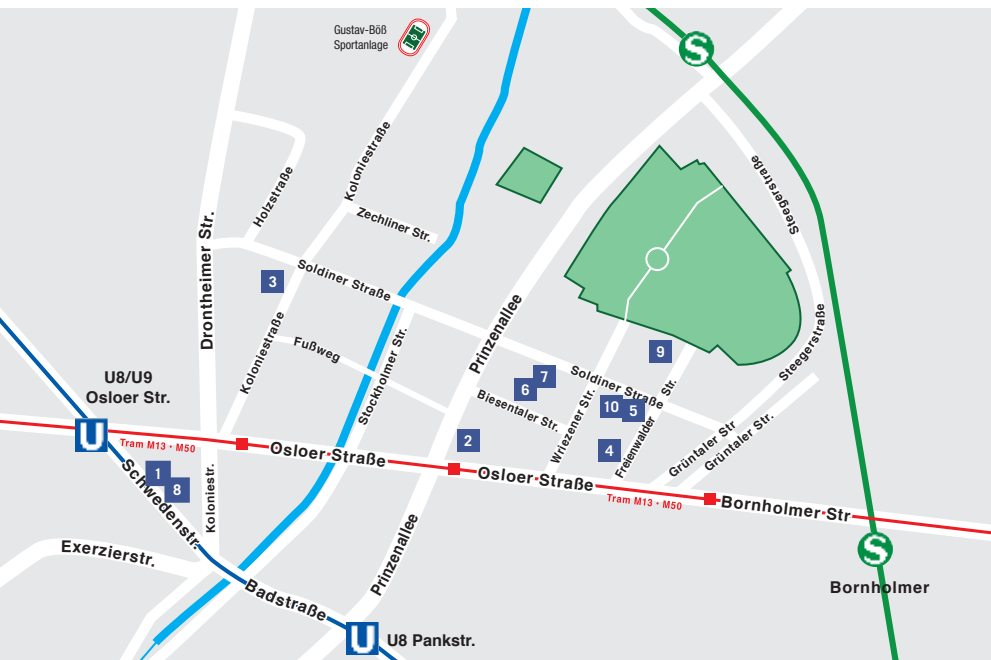 Gustav-Böß
Sportanlage
S
Koloniestraße
Steegerstraße
Holzstraße
Zechliner Str.
Drontheimer Str.
Soldiner Straße
3
Prinzenallee
Koloniestraße
Fußweg
Stockholmer Str.
Steegerstraße
9
U8/U9
Osloer Str.
7
6
Soldiner Straße
Biesentaler Str.
Wriezener Str.
10
5
Freienwalder Str.
4
Grüntaler Str
Grüntaler Str.
2
U
Tram M13 • M50
Osloer Straße
Osloer Straße
Tram M13 • M50
Bornholmer Str
1
8
Schwedenstr.
Koloniestr.
Exerzierstr.
Prinzenallee
S
Bornholmer
Badstraße
U
U8 Pankstr.